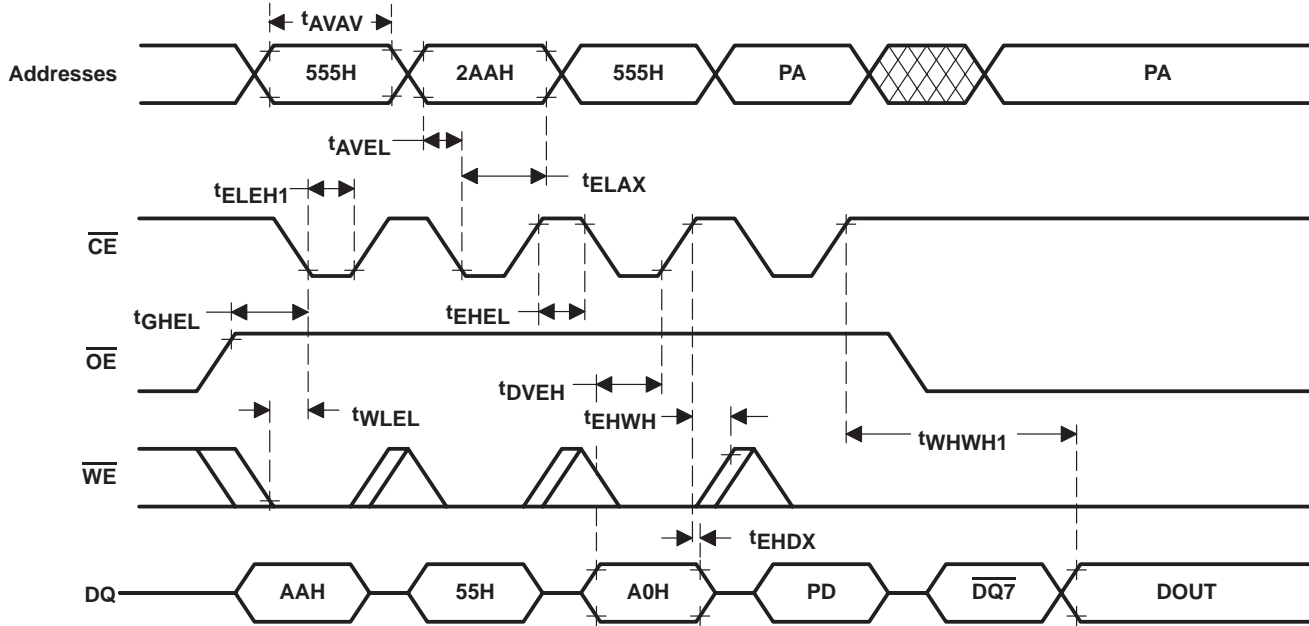 tAVAV
Addresses 555H 2AAH 555H PA PA
tAVEL
tELEH1 tELAX
CE
tGHEL tEHEL
OE
tDVEH
tWLEL tEHWH tWHWH1
WE
tEHDX
DQ AAH 55H A0H PD DQ7 DOUT